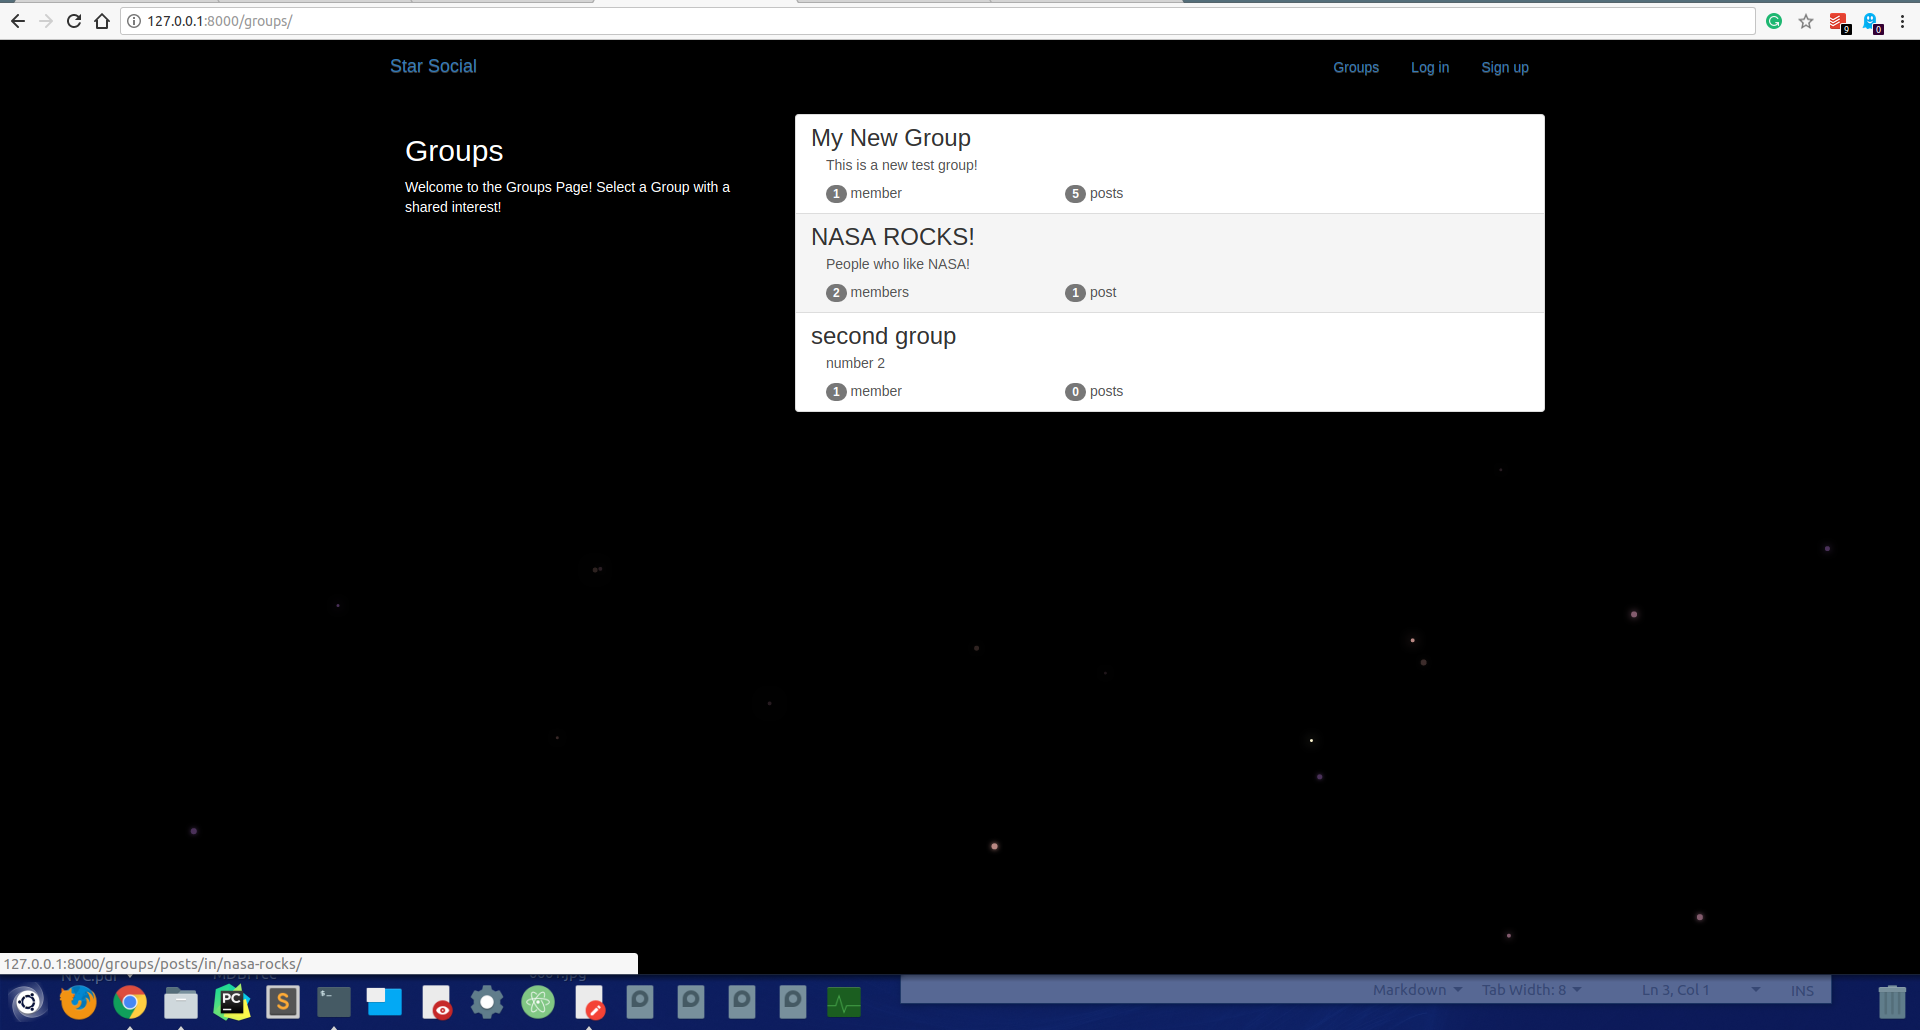 127.0.0.1:8000/groups/
9
0
Star Social
Groups
Log in
Sign up
Groups
Welcome to the Groups Page! Select a Group with a
shared interest!
My New Group
This is a new test group!
1 member
5 posts
NASA ROCKS!
People who like NASA!
2 members
1 post
second group
number 2
1 member
0 posts
127.0.0.1:8000/groups/posts/in/nasa-rocks/
PC
S
$_
Markdown
Tab Width: 8
Ln 3, Col 1
INS